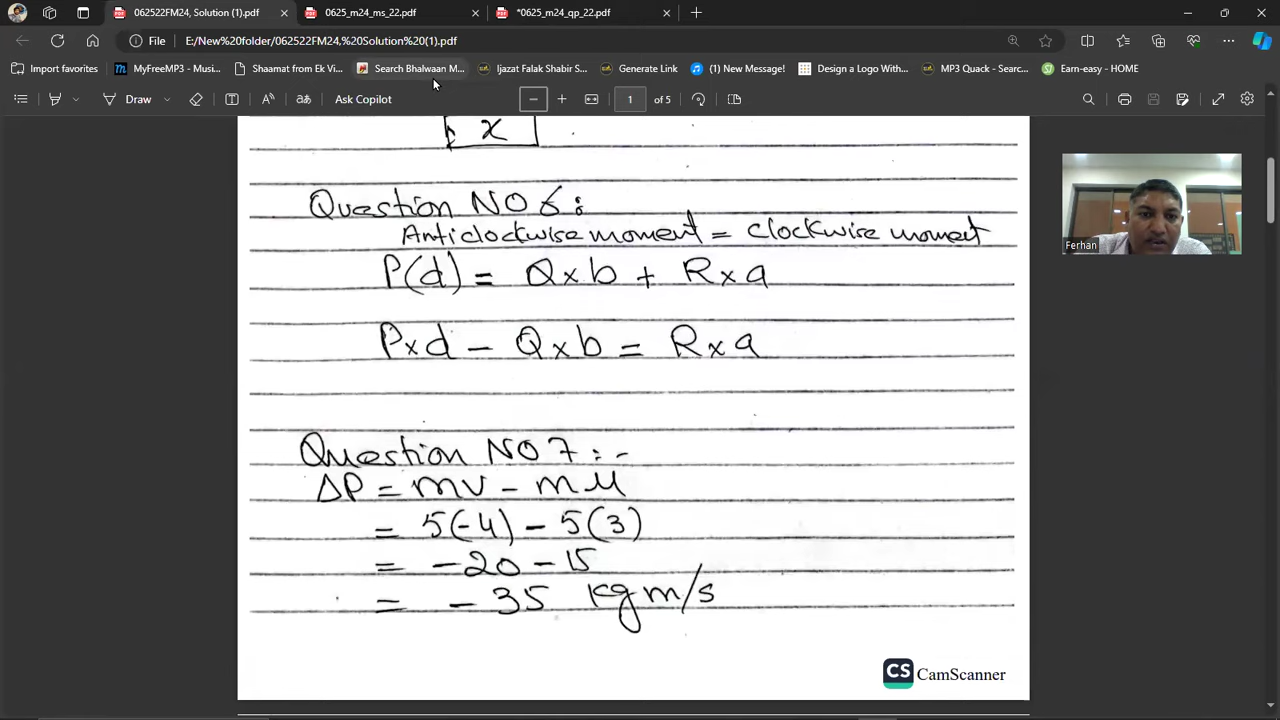 062522FM24, Solution (1).pdf
0625_m24_ms_22.pdf
*0625_m24_qp_22.pdf
File
E:/New%20folder/062522FM24,%20Solution%20(1).pdf
Import favorites
MyFreeMP3 - Musi...
Shaamat from Ek Vi...
Search Bhalwaan M...
Ijazat Falak Shabir S...
Generate Link
(1) New Message!
Design a Logo With...
MP3 Quack - Searc...
Earn-easy - HOME
Draw
Ask Copilot
1 of 5
x
Question NO 6:
Anticlockwise moment = clockwise moment
P(d) = Q×b + R×a
P×d - Q×b = R×a
Question NO 7:-
ΔP = mv - mu
= 5(-4) - 5(3)
= -20 - 15
= -35 kg m/s
CS CamScanner
Ferhan